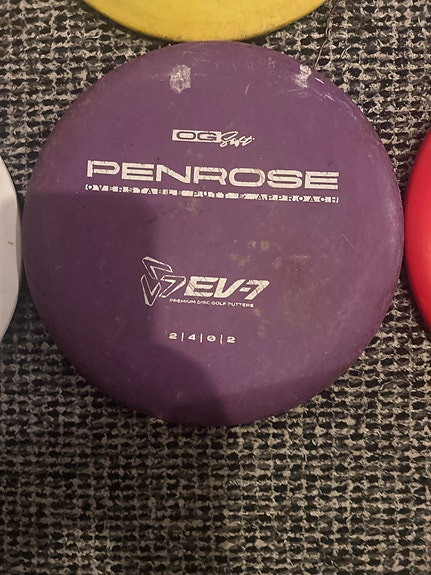 OG Soft
PENROSE
OVERSTABLE PUTT & APPROACH
EV-7
PREMIUM DISC GOLF PUTTERS
2|4|0|2